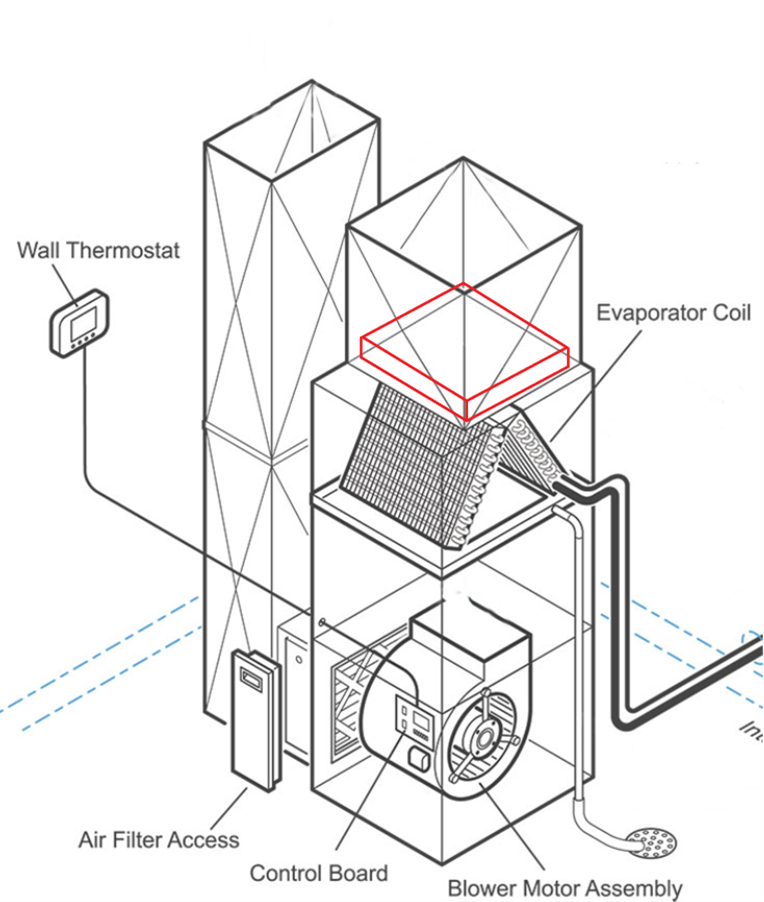 Wall Thermostat
Evaporator Coil
Air Filter Access
Control Board
Blower Motor Assembly